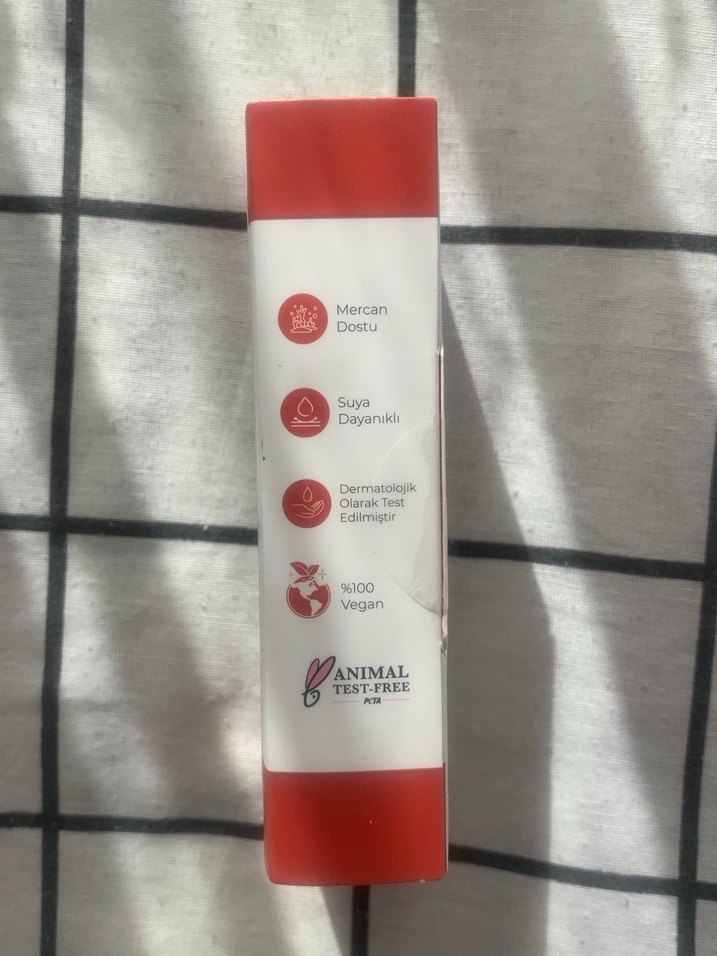 Mercan
Dostu
Suya
Dayanıklı
Dermatolojik
Olarak Test
Edilmiştir
%100
Vegan
ANIMAL
TEST-FREE
PETA